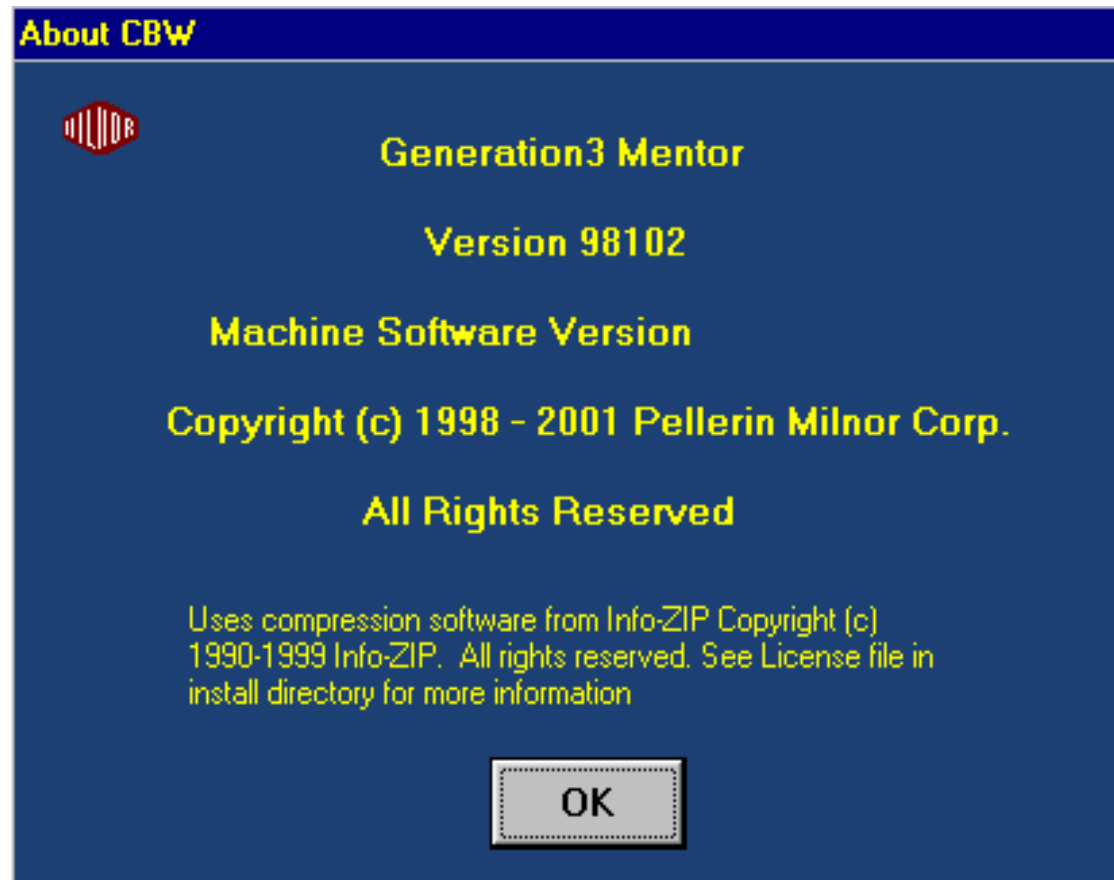 About CBW
MILNOR
Generation3 Mentor
Version 98102
Machine Software Version
Copyright (c) 1998 - 2001 Pellerin Milnor Corp.
All Rights Reserved
Uses compression software from Info-ZIP Copyright (c)
1990-1999 Info-ZIP.  All rights reserved. See License file in
install directory for more information
OK